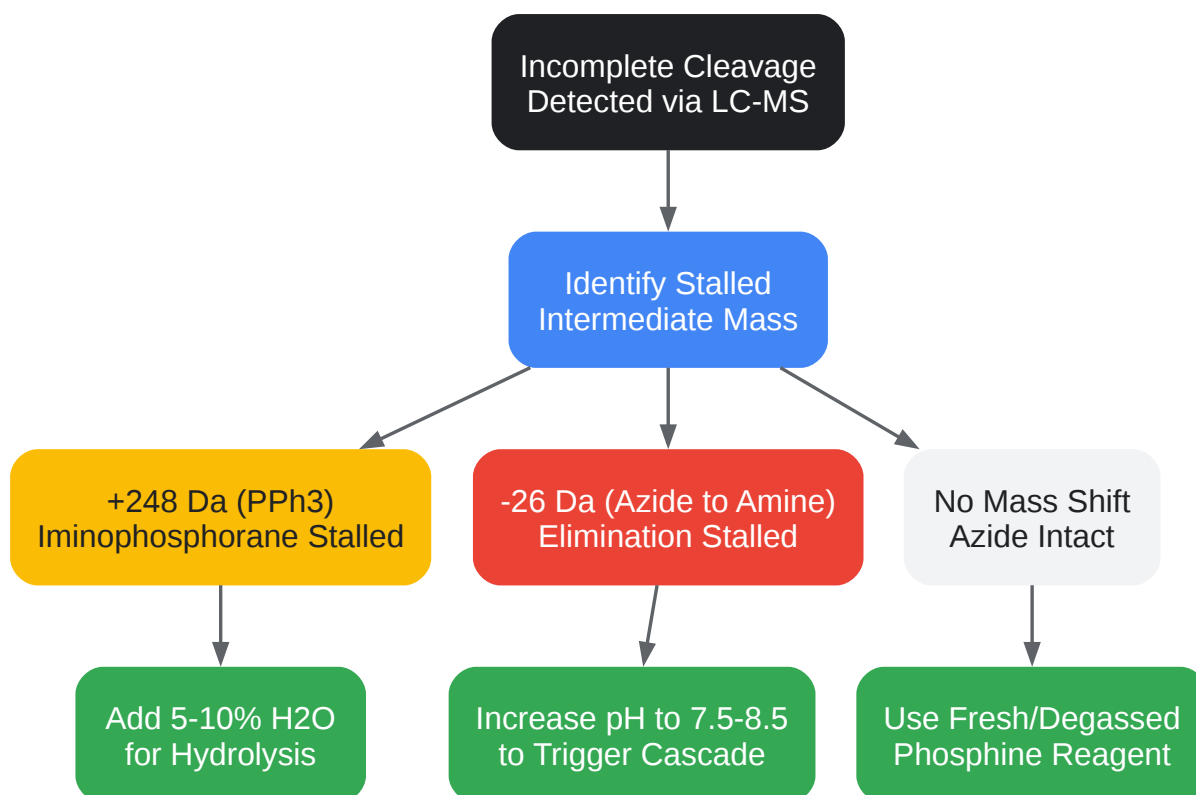 Incomplete Cleavage
Detected via LC-MS
Identify Stalled
Intermediate Mass
+248 Da (PPh3)
Iminophosphorane Stalled
-26 Da (Azide to Amine)
Elimination Stalled
No Mass Shift
Azide Intact
Add 5-10% H2O
for Hydrolysis
Increase pH to 7.5-8.5
to Trigger Cascade
Use Fresh/Degassed
Phosphine Reagent